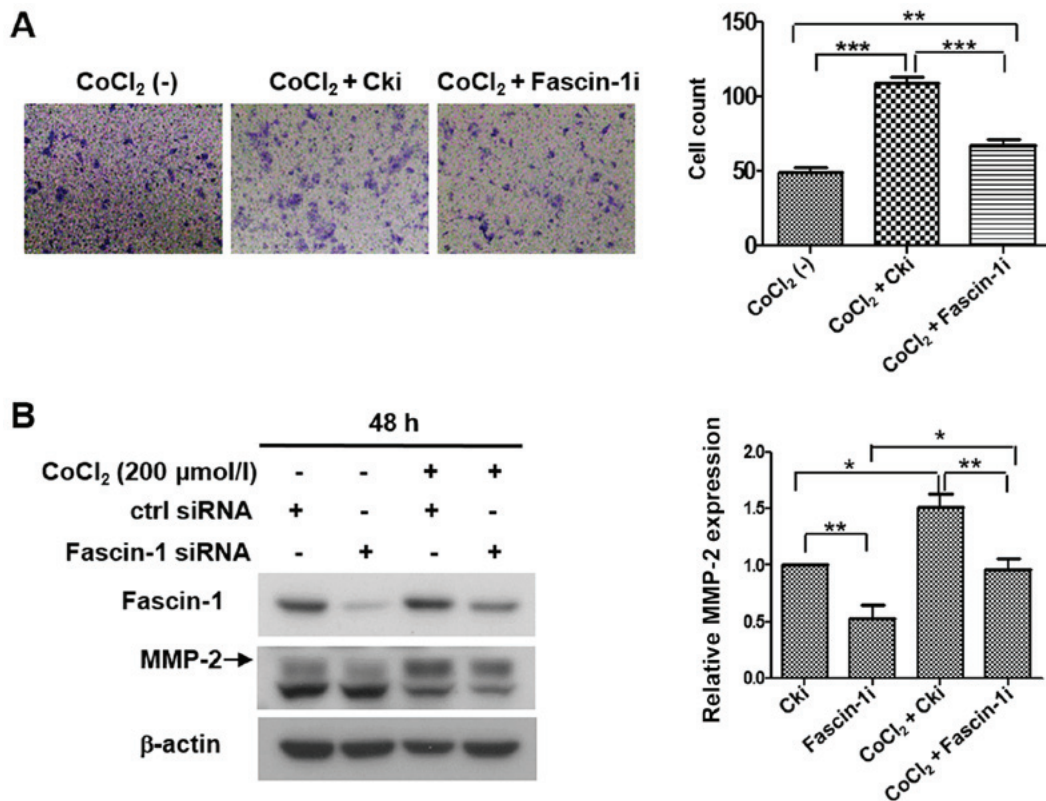 A
CoCl₂ (-)
CoCl₂ + Cki
CoCl₂ + Fascin-1i
Cell count
150
100
50
0
**
***
***
CoCl₂ (-)
CoCl₂ + Cki
CoCl₂ + Fascin-1i
B
48 h
CoCl₂ (200 µmol/l) - - + +
ctrl siRNA + - + -
Fascin-1 siRNA - + - +
Fascin-1
MMP-2
β-actin
Relative MMP-2 expression
2.0
1.5
1.0
0.5
0.0
*
*
**
**
Cki
Fascin-1i
CoCl₂ + Cki
CoCl₂ + Fascin-1i